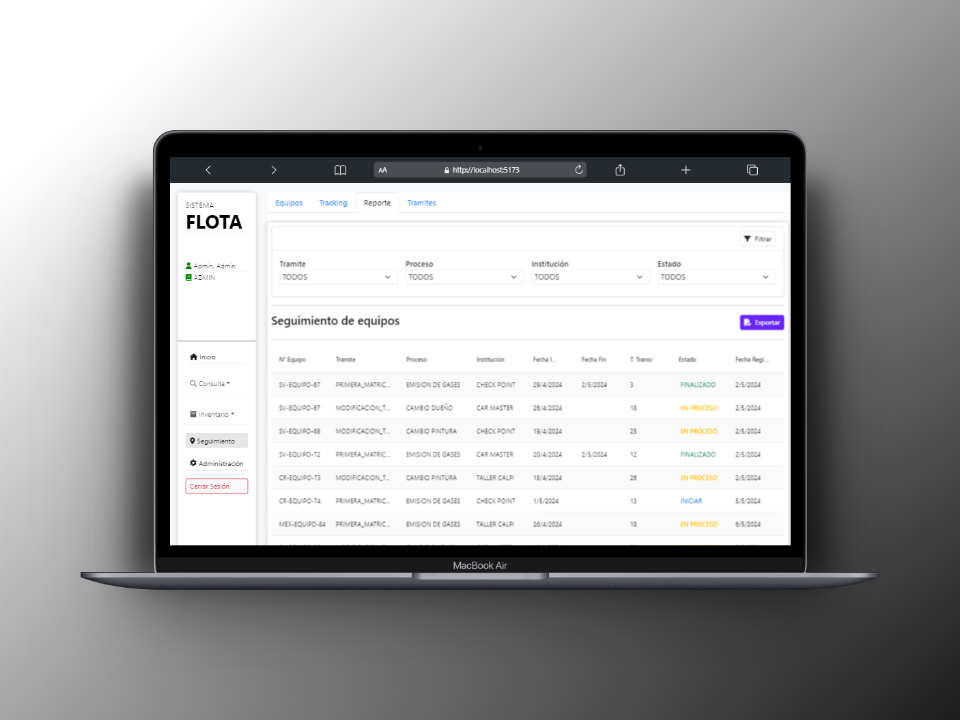 AA http://localhost:5173
SISTEMA
FLOTA
Admin, Admin
ADMIN
Inicio
Consulta
Inventario
Seguimiento
Administración
Cerrar Sesión
Equipos Tracking Reporte Tramites
Filtrar
Tramite Proceso Institución Estado
TODOS TODOS TODOS TODOS
Seguimiento de equipos Exportar
N° Equipo Tramite Proceso Institución Fecha I... Fecha Fin T. Transc Estado Fecha Regi...
SV-EQUIPO-67 PRIMERA_MATRIC... EMISION DE GASES CHECK POINT 29/4/2024 2/5/2024 3 FINALIZADO 2/5/2024
SV-EQUIPO-67 MODIFICACION_T... CAMBIO DUEÑO CAR MASTER 26/4/2024 18 EN PROCESO 2/5/2024
SV-EQUIPO-68 MODIFICACION_T... CAMBIO PINTURA CHECK POINT 19/4/2024 25 EN PROCESO 2/5/2024
SV-EQUIPO-72 PRIMERA_MATRIC... EMISION DE GASES CAR MASTER 20/4/2024 2/5/2024 12 FINALIZADO 2/5/2024
CR-EQUIPO-73 MODIFICACION_T... CAMBIO PINTURA TALLER CALPI 18/4/2024 26 EN PROCESO 2/5/2024
CR-EQUIPO-74 PRIMERA_MATRIC... EMISION DE GASES CHECK POINT 1/5/2024 13 INICIAR 5/5/2024
MEX-EQUIPO-84 PRIMERA_MATRIC... EMISION DE GASES TALLER CALPI 26/4/2024 18 EN PROCESO 6/5/2024
MacBook Air